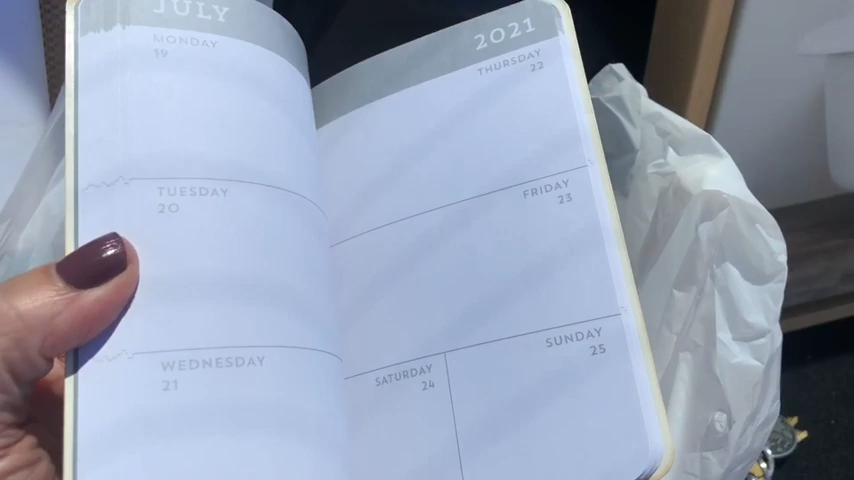 JULY
MONDAY
19
TUESDAY
20
WEDNESDAY
21
2021
THURSDAY
22
FRIDAY
23
SATURDAY
24
SUNDAY
25